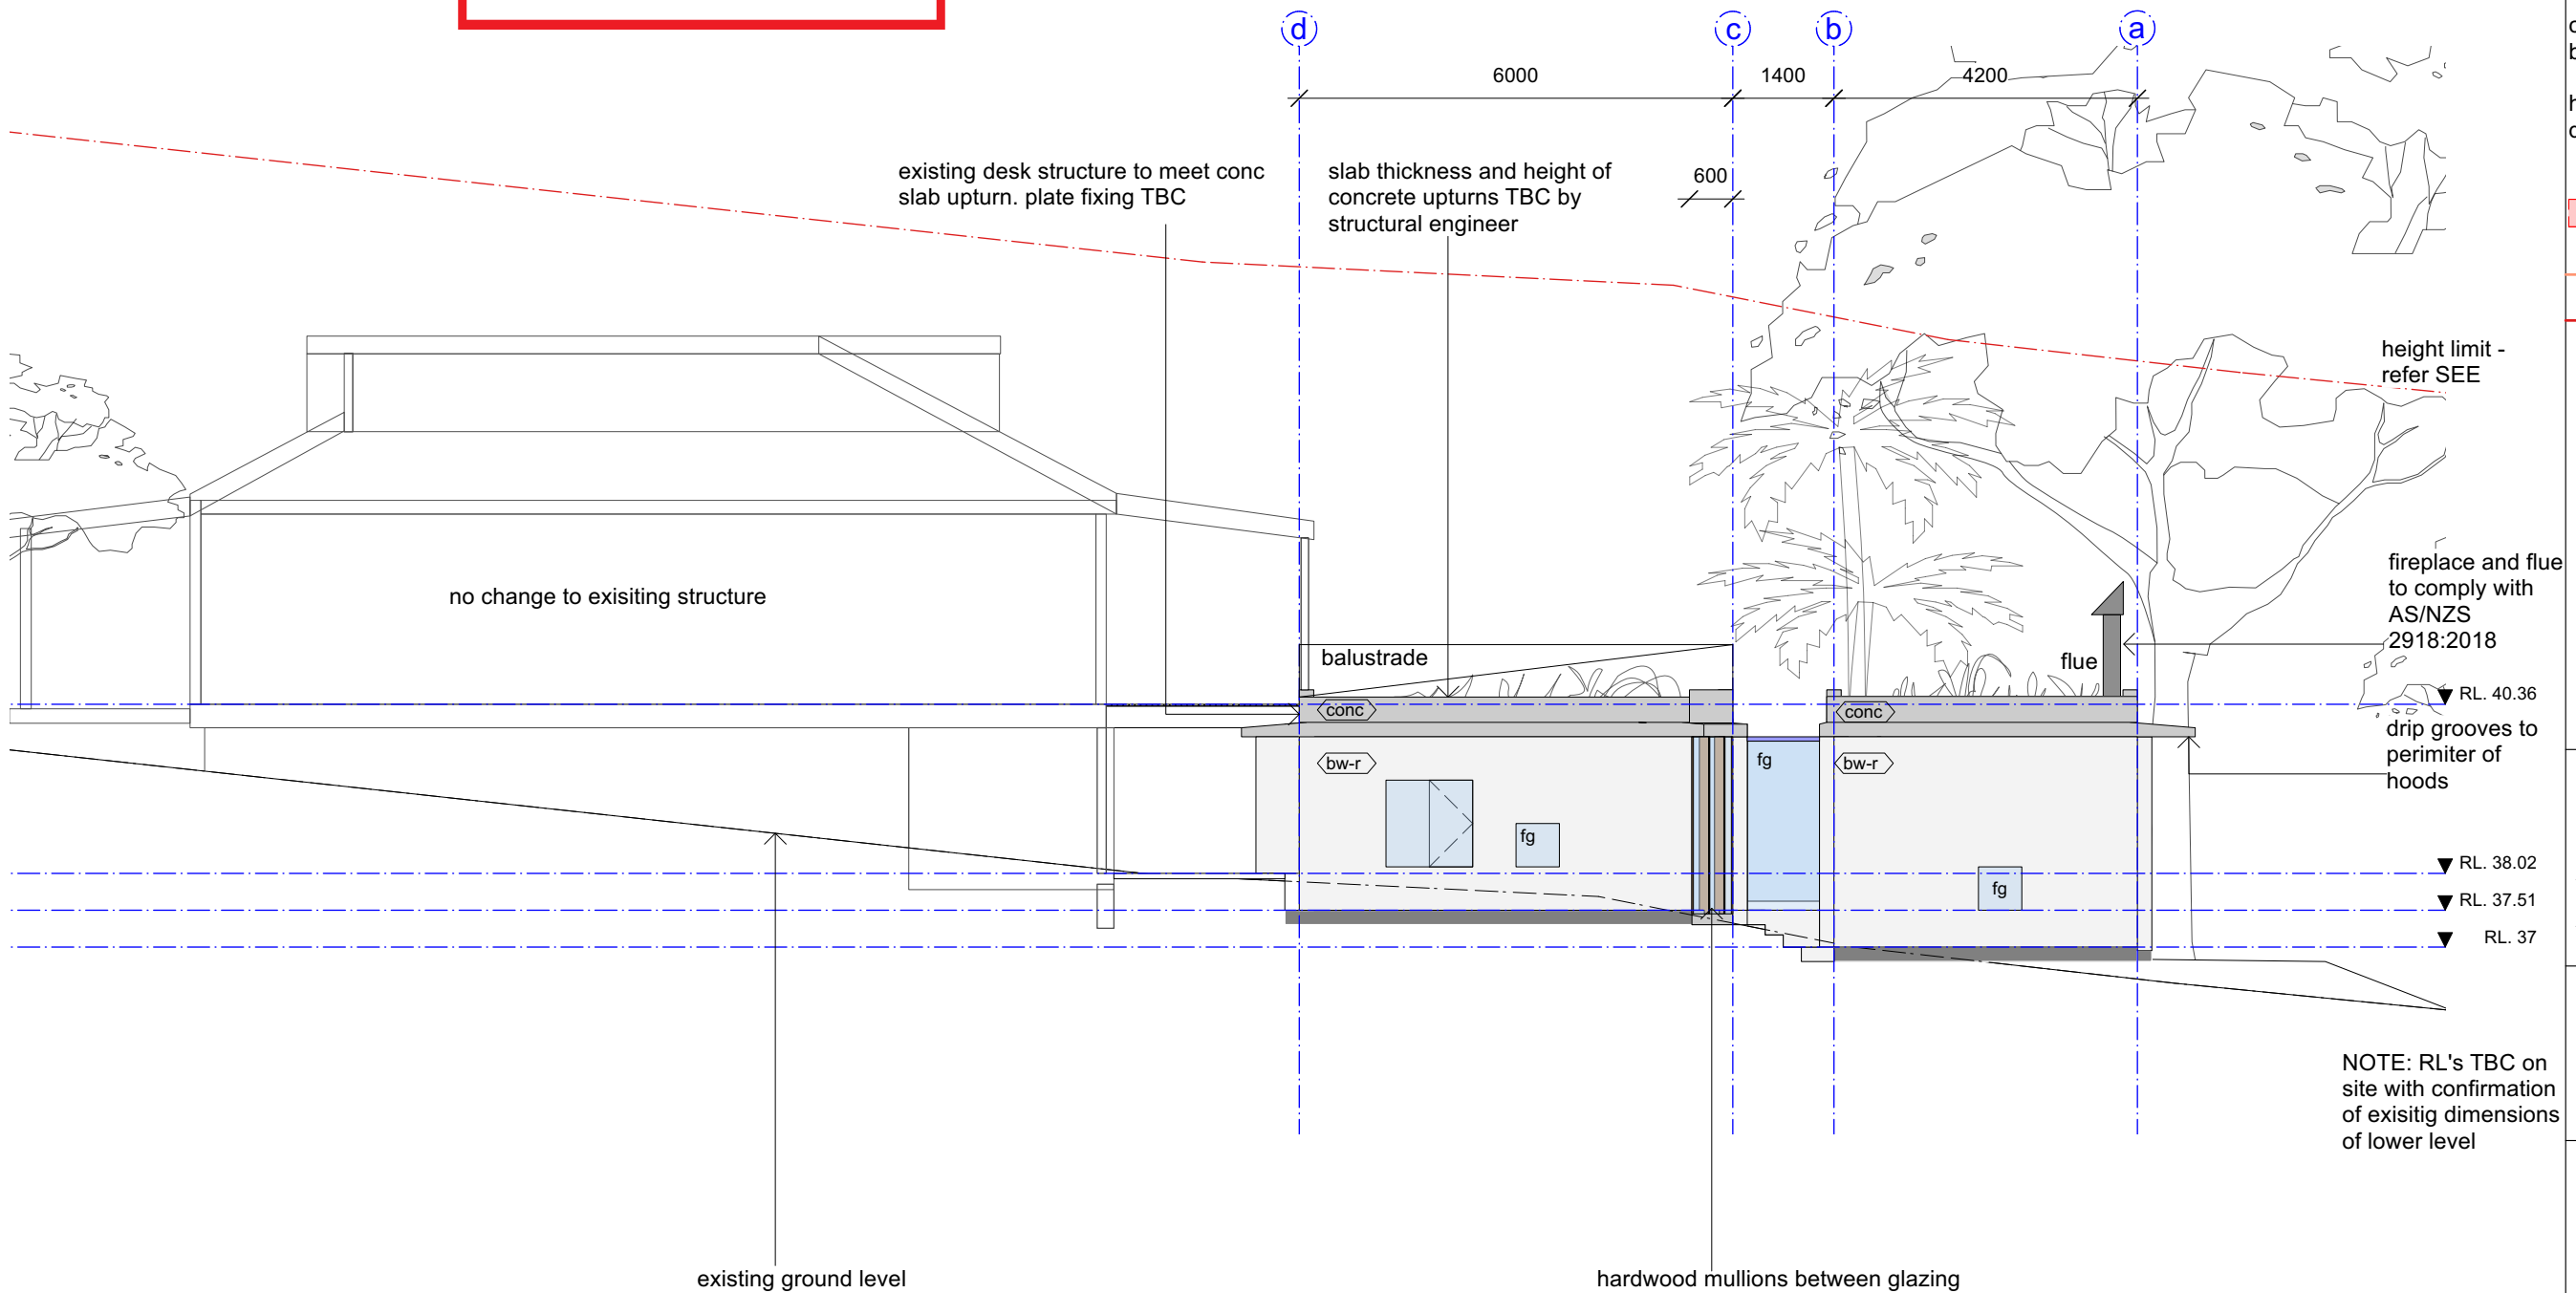 d
c
b
a
6000
1400
4200
existing desk structure to meet conc
slab upturn. plate fixing TBC
slab thickness and height of
concrete upturns TBC by
structural engineer
600
height limit -
refer SEE
no change to exisiting structure
fireplace and flue
to comply with
AS/NZS
2918:2018
balustrade
flue
RL. 40.36
conc
conc
drip grooves to
perimiter of
hoods
bw-r
fg
bw-r
fg
fg
RL. 38.02
RL. 37.51
RL. 37
NOTE: RL's TBC on
site with confirmation
of exisitig dimensions
of lower level
existing ground level
hardwood mullions between glazing